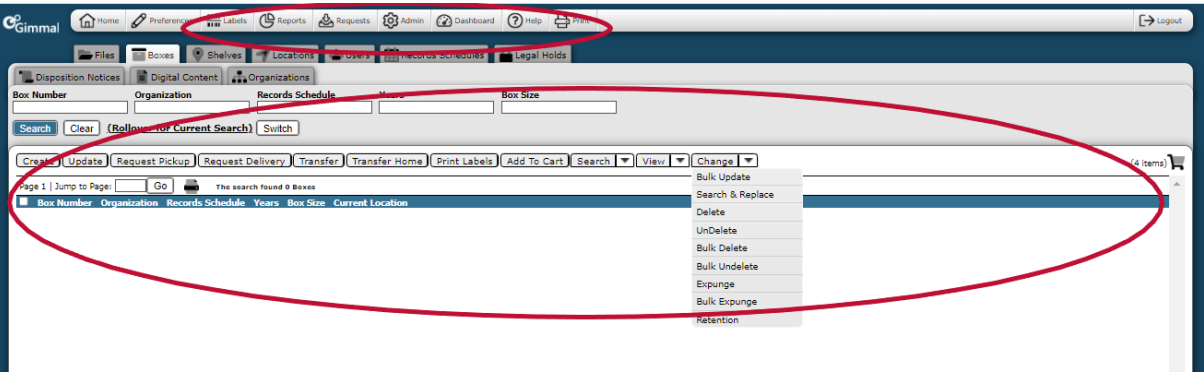 Gimmal Home Preferences Labels Reports Requests Admin Dashboard Help Print Logout
Files Boxes Shelves Locations Users Records Schedules Legal Holds
Disposition Notices Digital Content Organizations
Box Number Organization Records Schedule Years Box Size
Search Clear (Rollover for Current Search) Switch
Create Update Request Pickup Request Delivery Transfer Transfer Home Print Labels Add To Cart Search View Change (4 items)
Page 1 | Jump to Page: Go The search found 0 Boxes
Box Number Organization Records Schedule Years Box Size Current Location
Bulk Update
Search & Replace
Delete
UnDelete
Bulk Delete
Bulk Undelete
Expunge
Bulk Expunge
Retention